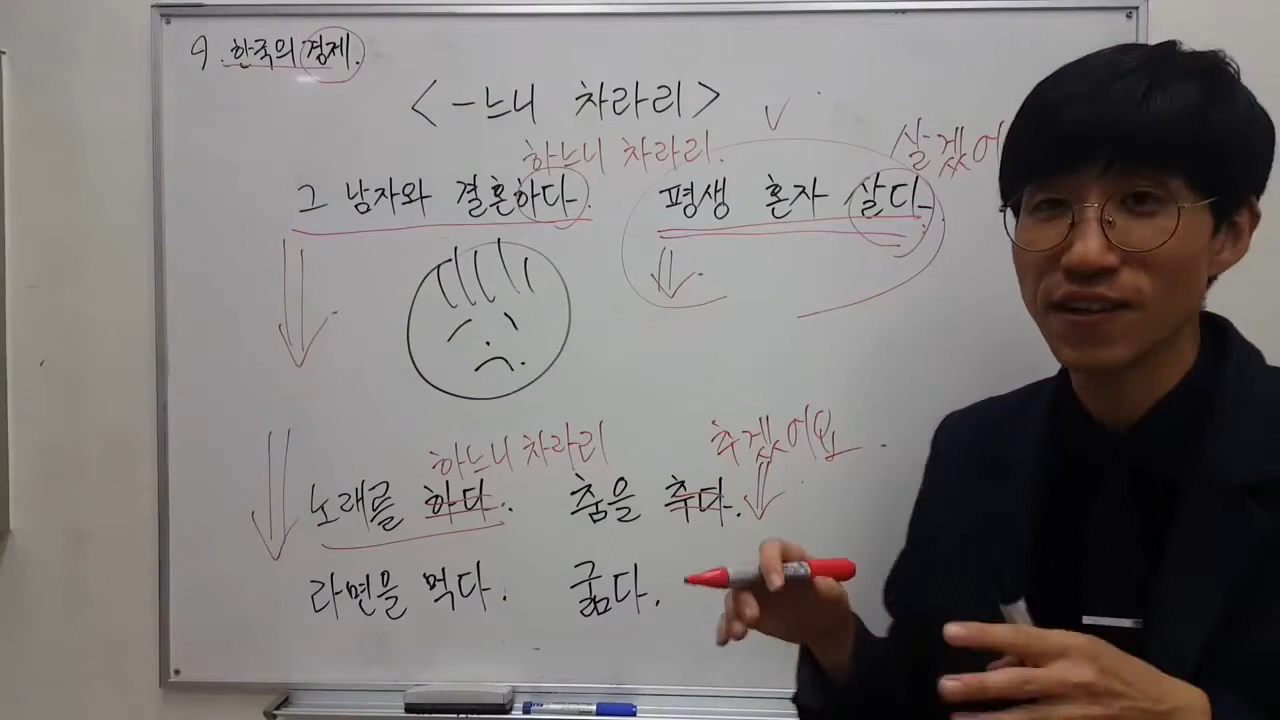 9. 한국의 경제.
< -느니 차라리 >
하느니 차라리. 살겠어
그 남자와 결혼하다. 평생 혼자 살다.
하느니 차라리 추겠어요.
노래를 하다. 춤을 추다.
라면을 먹다. 굶다.